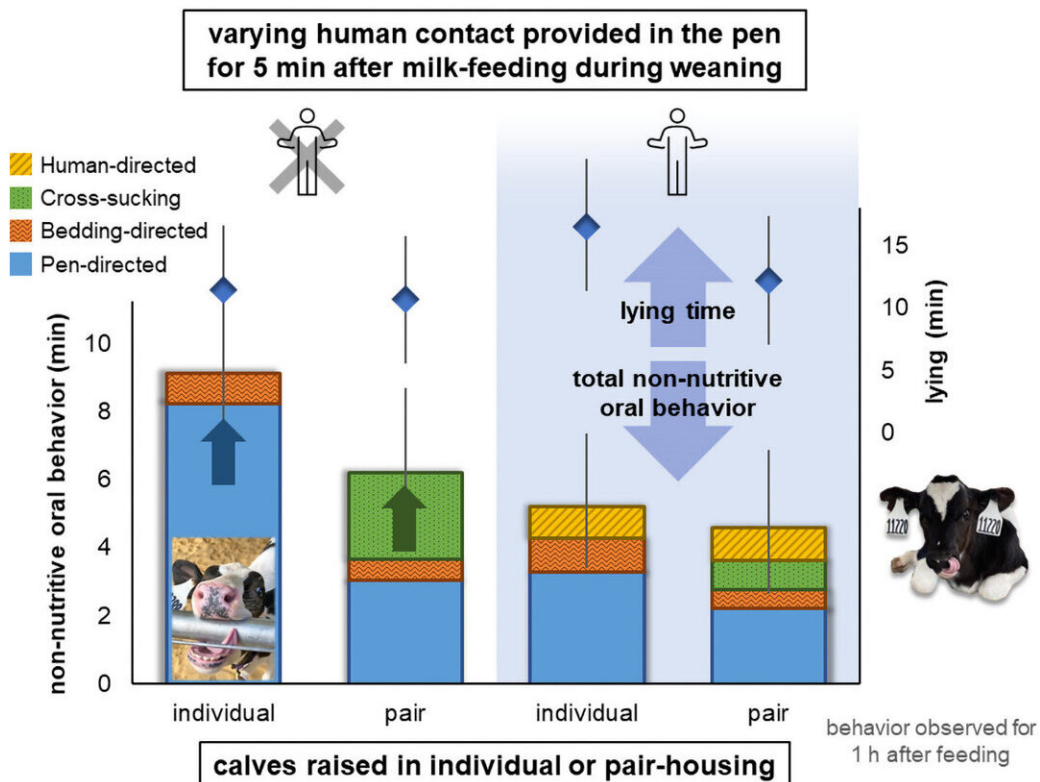 varying human contact provided in the pen
for 5 min after milk-feeding during weaning
Human-directed
Cross-sucking
Bedding-directed
Pen-directed
non-nutritive oral behavior (min)
10
8
6
4
2
0
lying time
total non-nutritive
oral behavior
15
10
5
0
lying (min)
11220
11220
individual
pair
individual
pair
calves raised in individual or pair-housing
behavior observed for
1 h after feeding